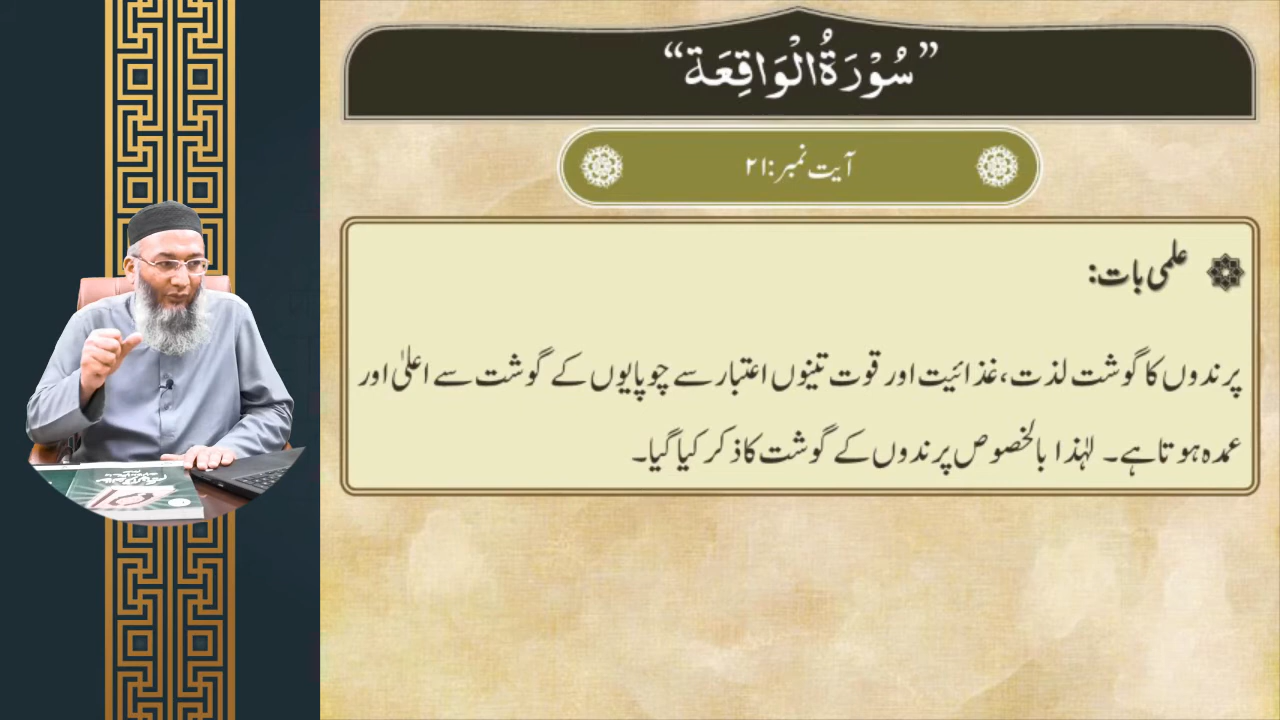 ”سُوْرَةُالْوَاقِعَة“
آیت نمبر:۲۱
علمی بات:
پرندوں کا گوشت لذت،غذائیت اور قوت تینوں اعتبار سے چوپایوں کے گوشت سے اعلیٰ اور
عمدہ ہوتا ہے۔ لہٰذا بالخصوص پرندوں کے گوشت کا ذکر کیا گیا۔